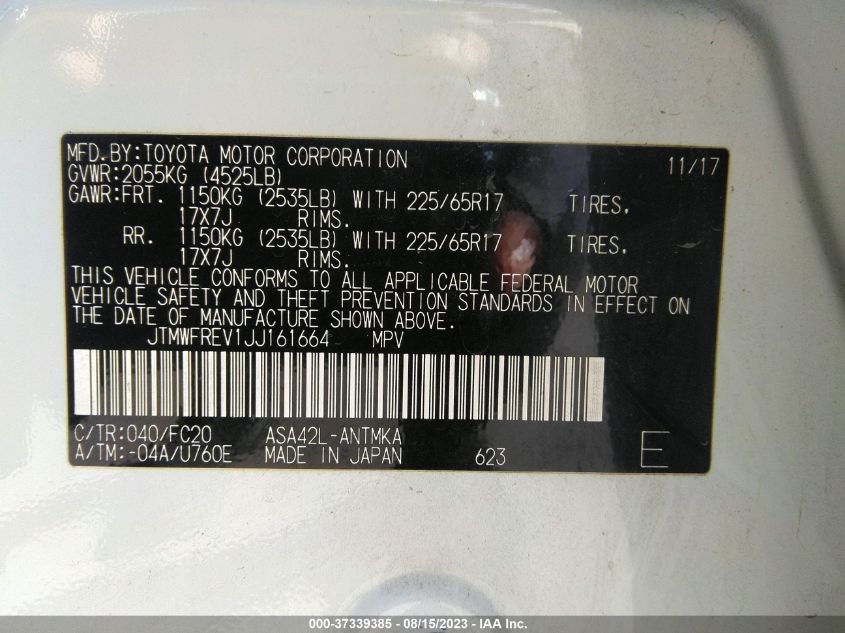 MFD.BY:TOYOTA MOTOR CORPORATION 11/17
GVWR:2055KG (4525LB)
GAWR:FRT. 1150KG (2535LB) WITH 225/65R17 TIRES.
17X7J RIMS.
RR. 1150KG (2535LB) WITH 225/65R17 TIRES.
17X7J RIMS.
THIS VEHICLE CONFORMS TO ALL APPLICABLE FEDERAL MOTOR
VEHICLE SAFETY AND THEFT PREVENTION STANDARDS IN EFFECT ON
THE DATE OF MANUFACTURE SHOWN ABOVE.
JTMWFREV1JJ161664 MPV
C/TR:040/FC20 ASA42L-ANTMKA
A/TM:-04A/U760E MADE IN JAPAN 623 E
000-37339385 - 08/15/2023 - IAA Inc.